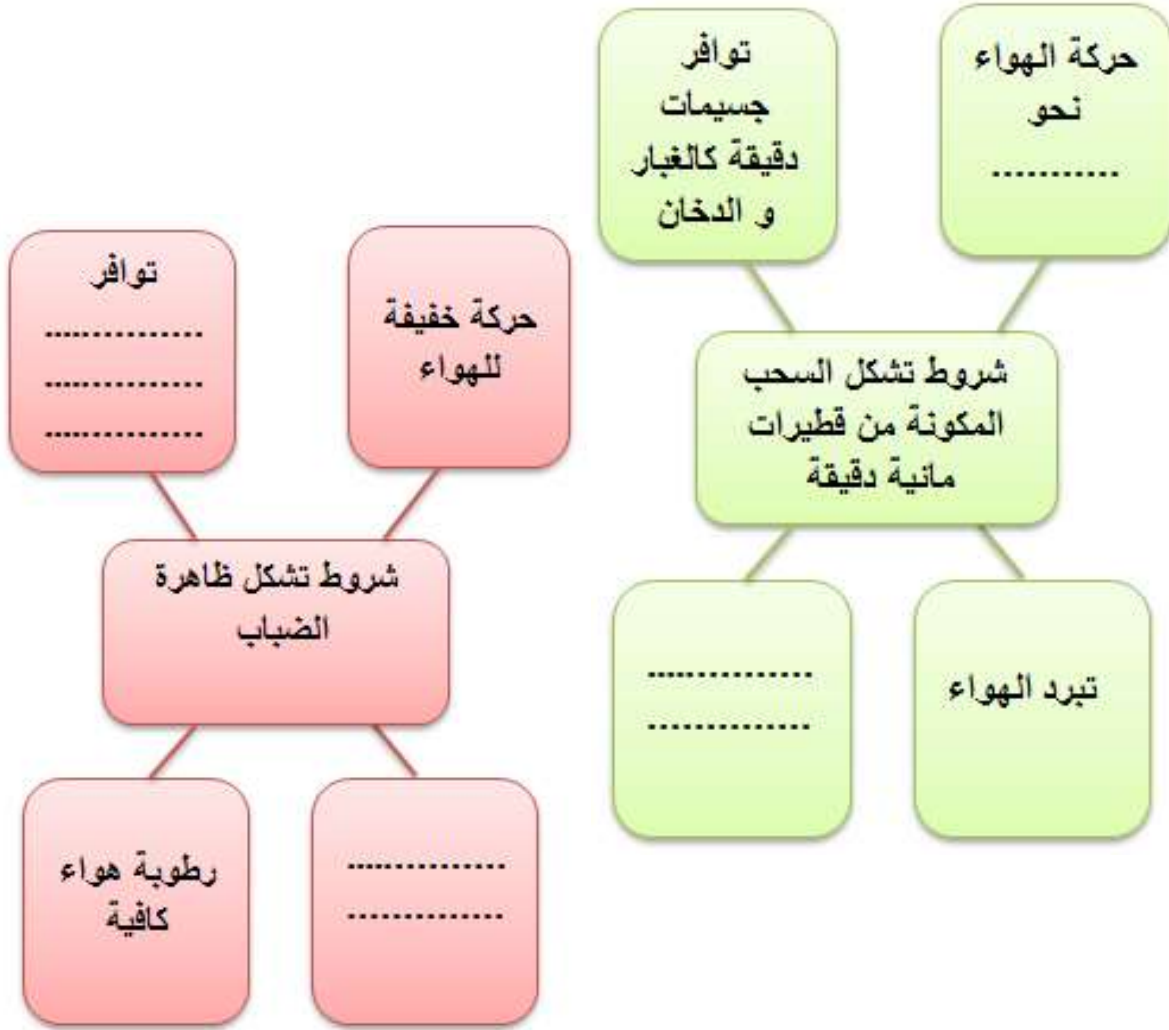 حركة الهواء
نحو
...........
توافر
جسيمات
دقيقة كالغبار
و الدخان
شروط تشكل السحب
المكونة من قطيرات
مانية دقيقة
تبرد الهواء
...............
..............
حركة خفيفة
للهواء
توافر
...............
...............
...............
شروط تشكل ظاهرة
الضباب
...............
..............
رطوبة هواء
كافية